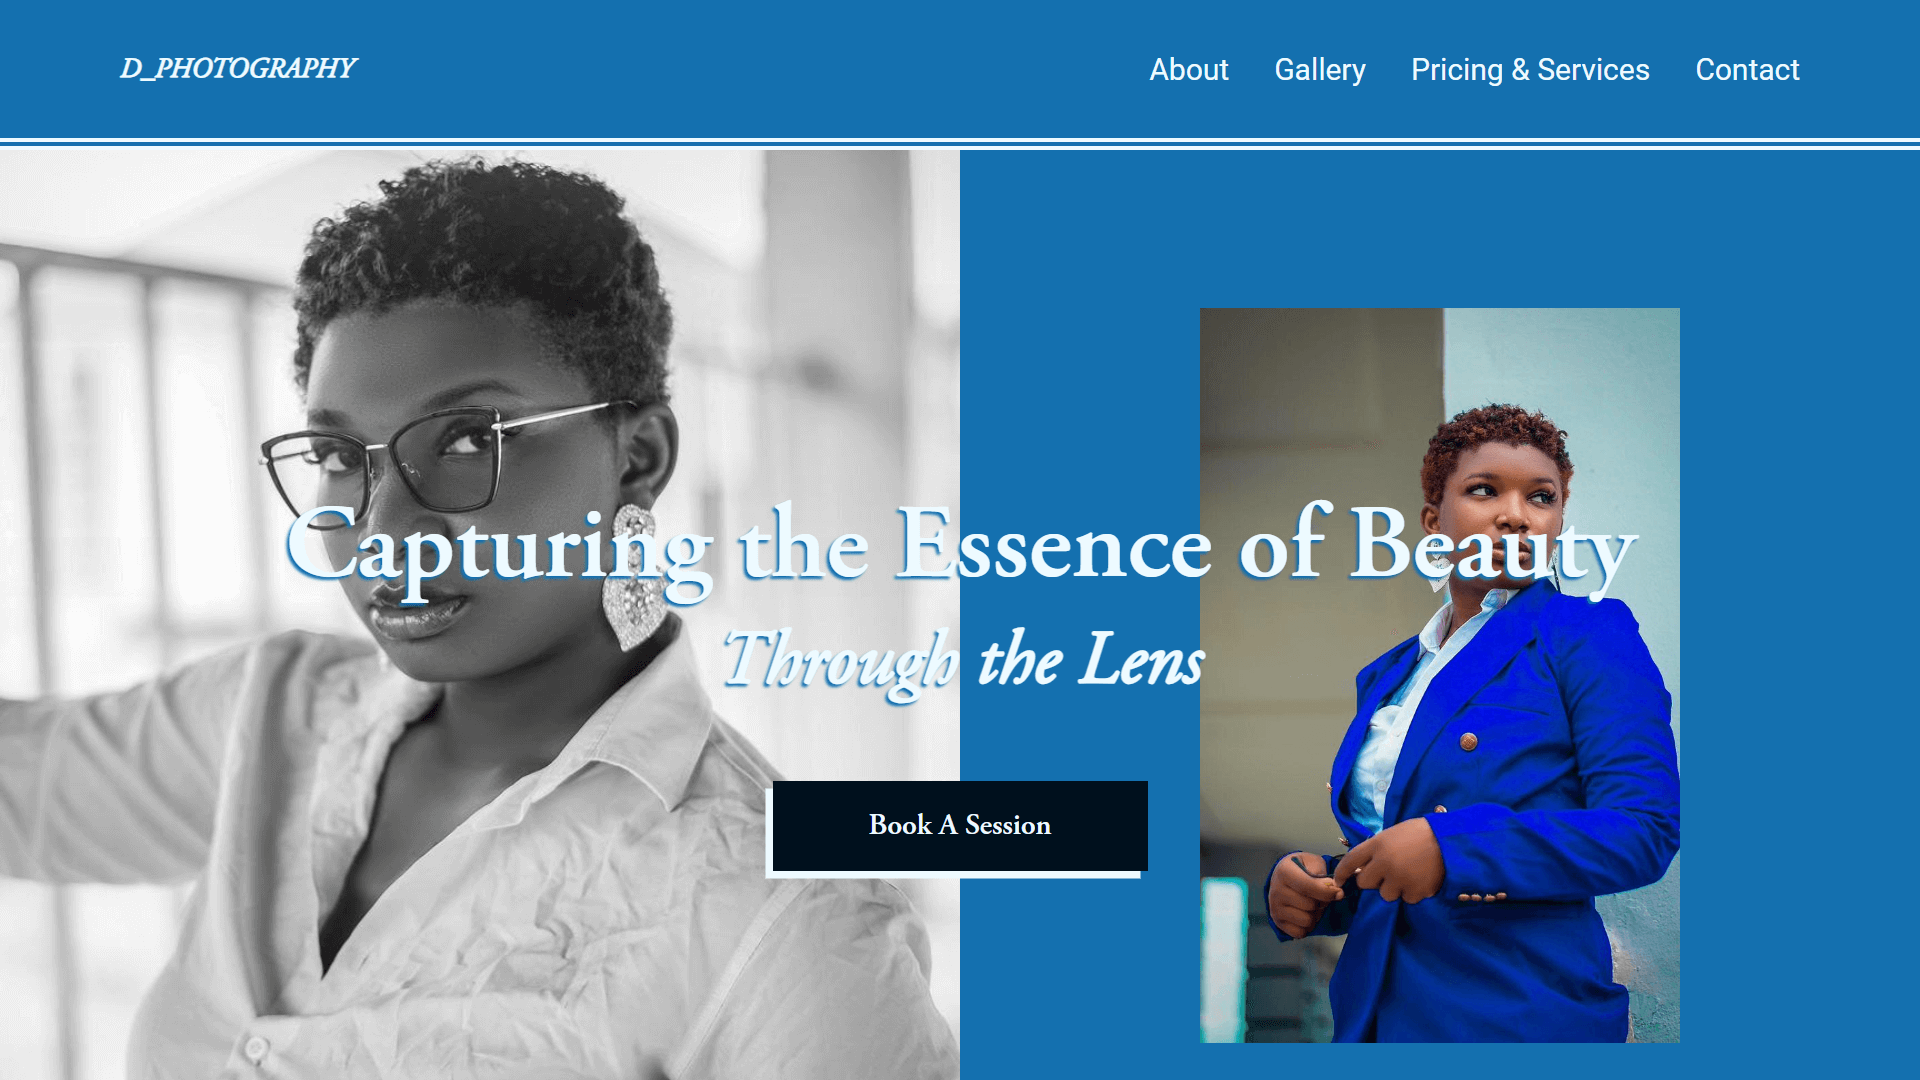 D_PHOTOGRAPHY
About Gallery Pricing & Services Contact
Capturing the Essence of Beauty
Through the Lens
Book A Session